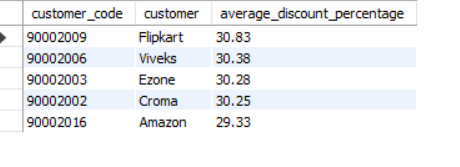 customer_code customer average_discount_percentage
90002009 Flipkart 30.83
90002006 Viveks 30.38
90002003 Ezone 30.28
90002002 Croma 30.25
90002016 Amazon 29.33